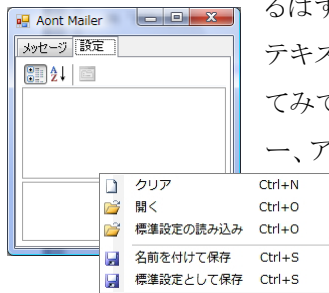 Aont Mailer
るはず
メッセージ 設定
テキス
てみて
ー、ア
クリア Ctrl+N
開く Ctrl+O
標準設定の読み込み Ctrl+O
名前を付けて保存 Ctrl+S
標準設定として保存 Ctrl+S